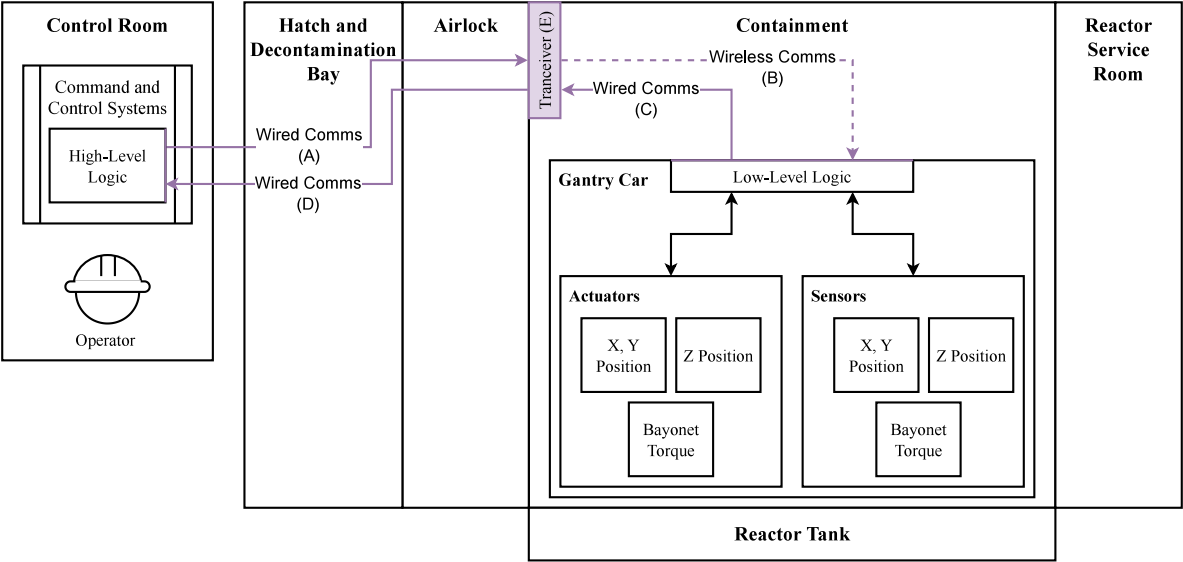 Control Room
Command and
Control Systems
High-Level
Logic
Operator
Hatch and
Decontamination
Bay
Airlock
Tranceiver (E)
Containment
Reactor
Service
Room
Wired Comms
(A)
Wired Comms
(D)
Wireless Comms
(B)
Wired Comms
(C)
Gantry Car
Low-Level Logic
Actuators
X, Y
Position
Z Position
Bayonet
Torque
Sensors
X, Y
Position
Z Position
Bayonet
Torque
Reactor Tank